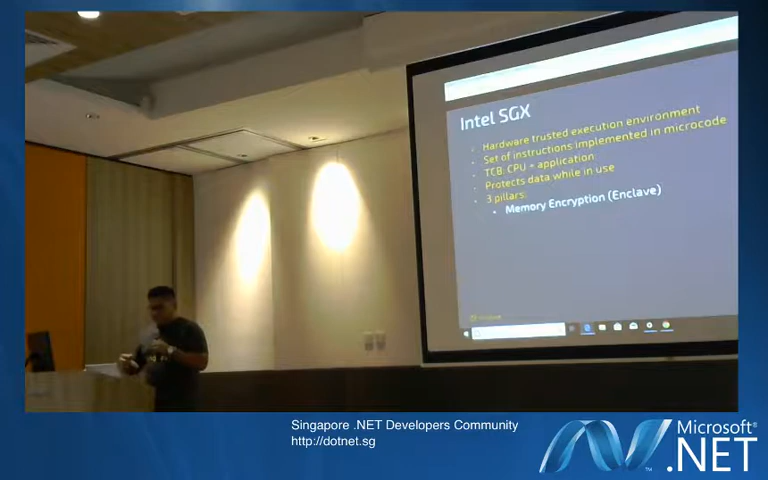 Intel SGX
Hardware trusted execution environment
Set of instructions implemented in microcode
TCB: CPU + application
Protects data while in use
3 pillars:
Memory Encryption (Enclave)
Singapore .NET Developers Community
http://dotnet.sg
Microsoft®
.NET